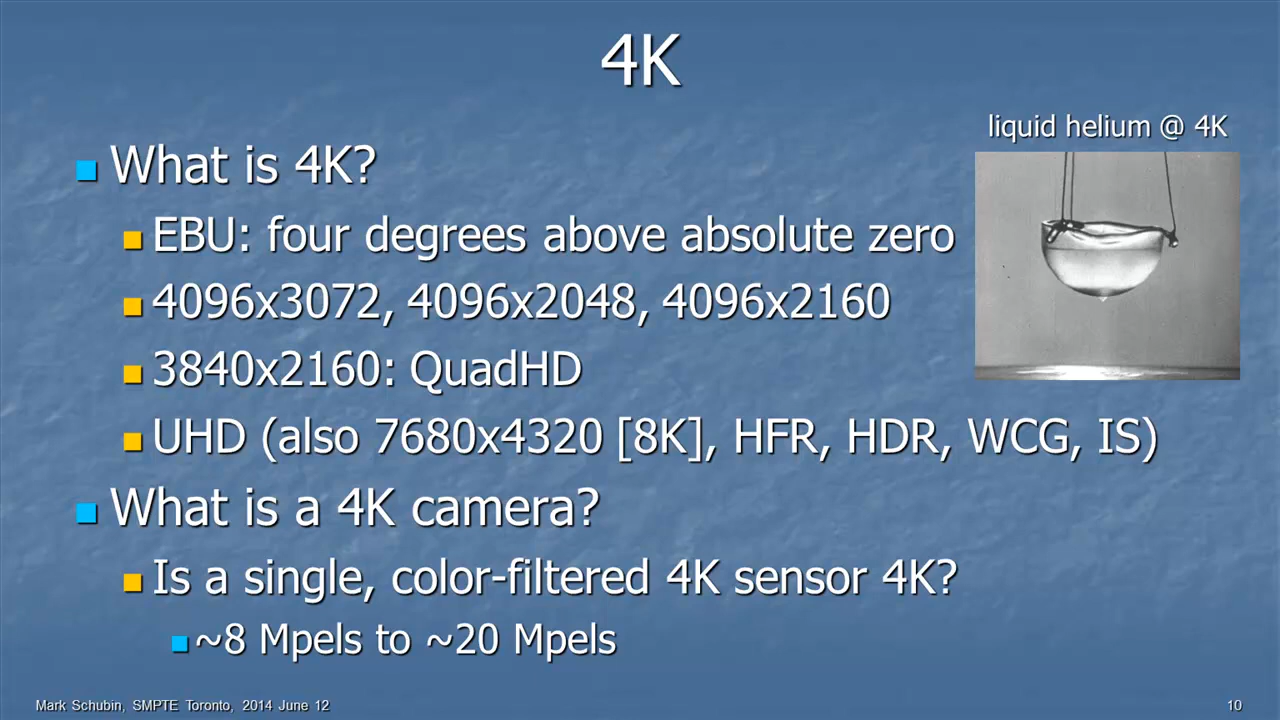 4K
liquid helium @ 4K
What is 4K?
EBU: four degrees above absolute zero
4096x3072, 4096x2048, 4096x2160
3840x2160: QuadHD
UHD (also 7680x4320 [8K], HFR, HDR, WCG, IS)
What is a 4K camera?
Is a single, color-filtered 4K sensor 4K?
~8 Mpels to ~20 Mpels
Mark Schubin, SMPTE Toronto, 2014 June 12
10